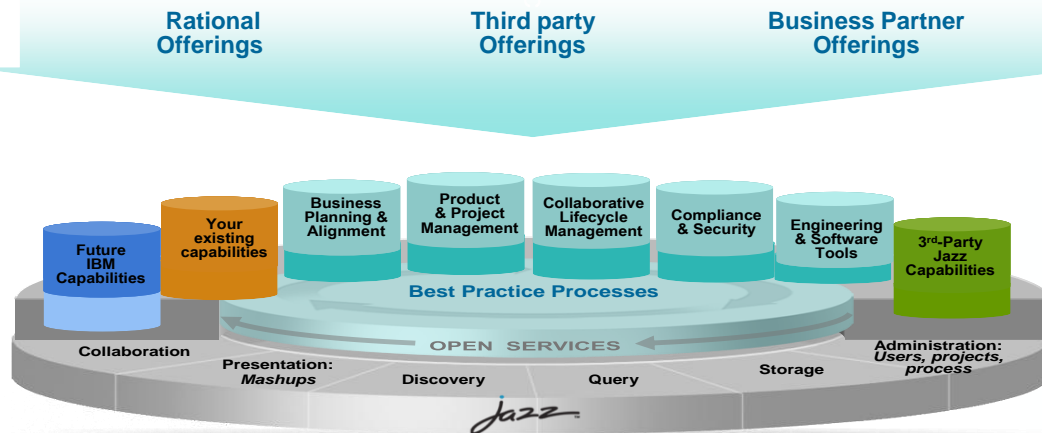 Rational
Offerings
Third party
Offerings
Business Partner
Offerings
Future
IBM
Capabilities
Your
existing
capabilities
Business
Planning &
Alignment
Product
& Project
Management
Collaborative
Lifecycle
Management
Compliance
& Security
Engineering
& Software
Tools
3rd-Party
Jazz
Capabilities
Best Practice Processes
OPEN SERVICES
Collaboration
Presentation:
Mashups
Discovery
Query
Storage
Administration:
Users, projects,
process
jazz™